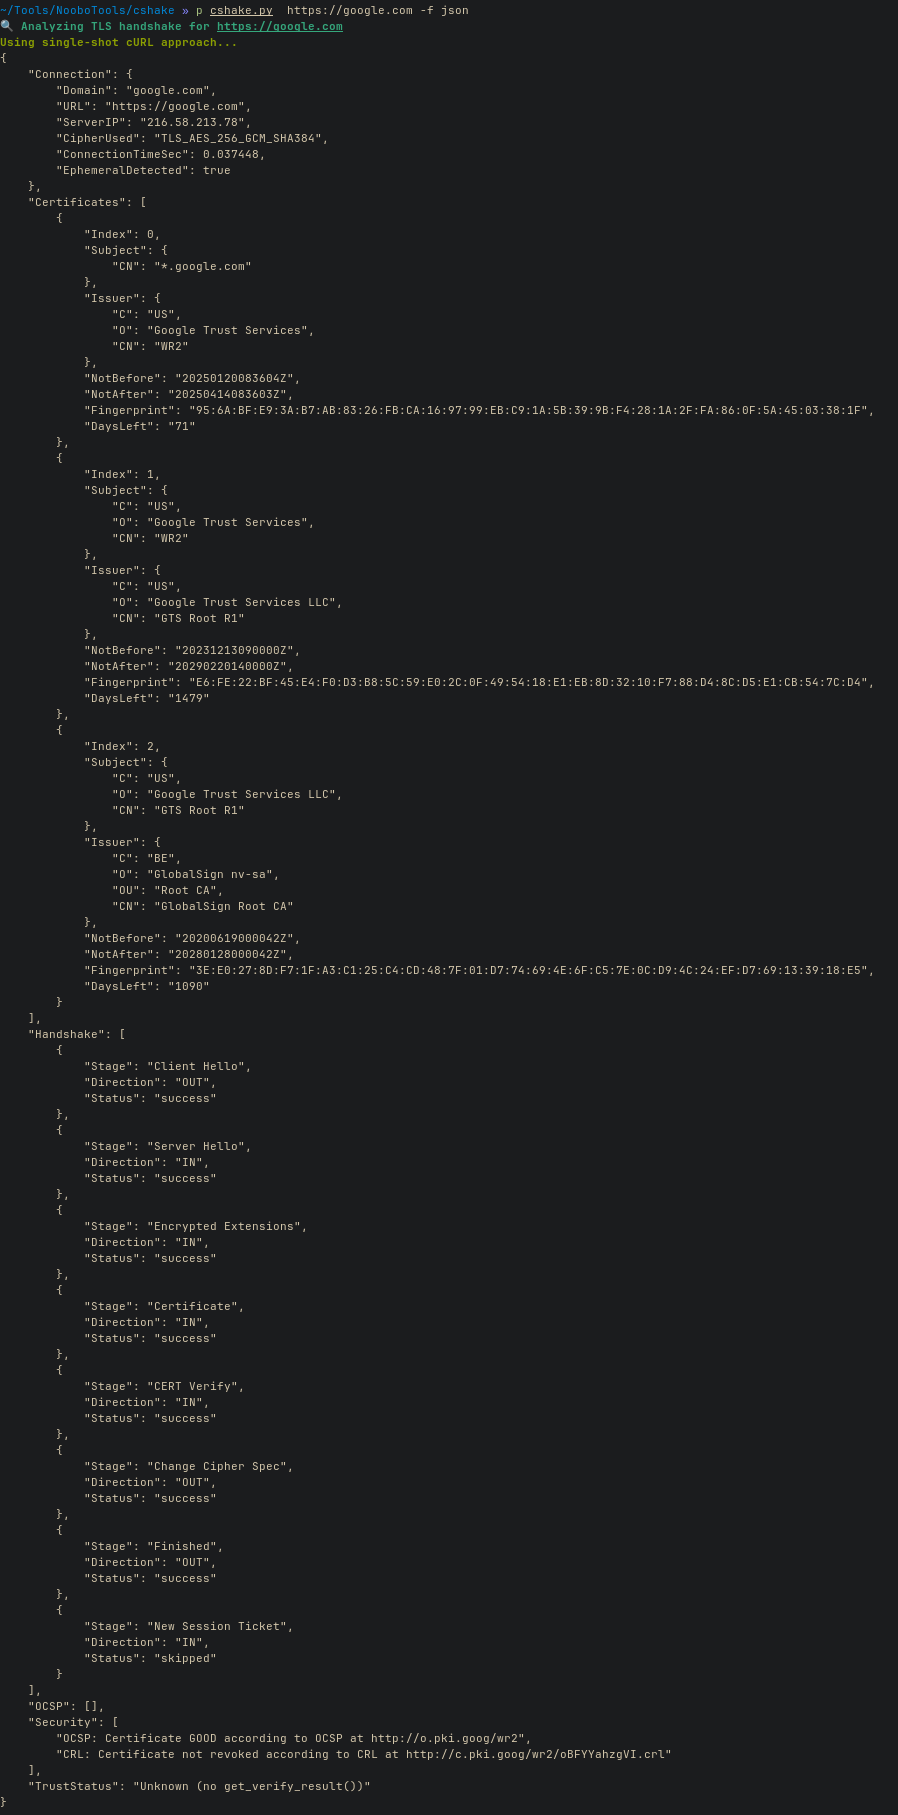 ~/Tools/NooboTools/cshake » p cshake.py  https://google.com -f json
🔍 Analyzing TLS handshake for https://google.com
Using single-shot cURL approach...
{
    "Connection": {
        "Domain": "google.com",
        "URL": "https://google.com",
        "ServerIP": "216.58.213.78",
        "CipherUsed": "TLS_AES_256_GCM_SHA384",
        "ConnectionTimeSec": 0.037448,
        "EphemeralDetected": true
    },
    "Certificates": [
        {
            "Index": 0,
            "Subject": {
                "CN": "*.google.com"
            },
            "Issuer": {
                "C": "US",
                "O": "Google Trust Services",
                "CN": "WR2"
            },
            "NotBefore": "20250120083604Z",
            "NotAfter": "20250414083603Z",
            "Fingerprint": "95:6A:BF:E9:3A:B7:AB:83:26:FB:CA:16:97:99:EB:C9:1A:5B:39:9B:F4:28:1A:2F:FA:86:0F:5A:45:03:38:1F",
            "DaysLeft": "71"
        },
        {
            "Index": 1,
            "Subject": {
                "C": "US",
                "O": "Google Trust Services",
                "CN": "WR2"
            },
            "Issuer": {
                "C": "US",
                "O": "Google Trust Services LLC",
                "CN": "GTS Root R1"
            },
            "NotBefore": "20231213090000Z",
            "NotAfter": "20290220140000Z",
            "Fingerprint": "E6:FE:22:BF:45:E4:F0:D3:B8:5C:59:E0:2C:0F:49:54:18:E1:EB:8D:32:10:F7:88:D4:8C:D5:E1:CB:54:7C:D4",
            "DaysLeft": "1479"
        },
        {
            "Index": 2,
            "Subject": {
                "C": "US",
                "O": "Google Trust Services LLC",
                "CN": "GTS Root R1"
            },
            "Issuer": {
                "C": "BE",
                "O": "GlobalSign nv-sa",
                "OU": "Root CA",
                "CN": "GlobalSign Root CA"
            },
            "NotBefore": "20200619000042Z",
            "NotAfter": "20280128000042Z",
            "Fingerprint": "3E:E0:27:8D:F7:1F:A3:C1:25:C4:CD:48:7F:01:D7:74:69:4E:6F:C5:7E:0C:D9:4C:24:EF:D7:69:13:39:18:E5",
            "DaysLeft": "1090"
        }
    ],
    "Handshake": [
        {
            "Stage": "Client Hello",
            "Direction": "OUT",
            "Status": "success"
        },
        {
            "Stage": "Server Hello",
            "Direction": "IN",
            "Status": "success"
        },
        {
            "Stage": "Encrypted Extensions",
            "Direction": "IN",
            "Status": "success"
        },
        {
            "Stage": "Certificate",
            "Direction": "IN",
            "Status": "success"
        },
        {
            "Stage": "CERT Verify",
            "Direction": "IN",
            "Status": "success"
        },
        {
            "Stage": "Change Cipher Spec",
            "Direction": "OUT",
            "Status": "success"
        },
        {
            "Stage": "Finished",
            "Direction": "OUT",
            "Status": "success"
        },
        {
            "Stage": "New Session Ticket",
            "Direction": "IN",
            "Status": "skipped"
        }
    ],
    "OCSP": [],
    "Security": [
        "OCSP: Certificate GOOD according to OCSP at http://o.pki.goog/wr2",
        "CRL: Certificate not revoked according to CRL at http://c.pki.goog/wr2/oBFYYahzgVI.crl"
    ],
    "TrustStatus": "Unknown (no get_verify_result())"
}